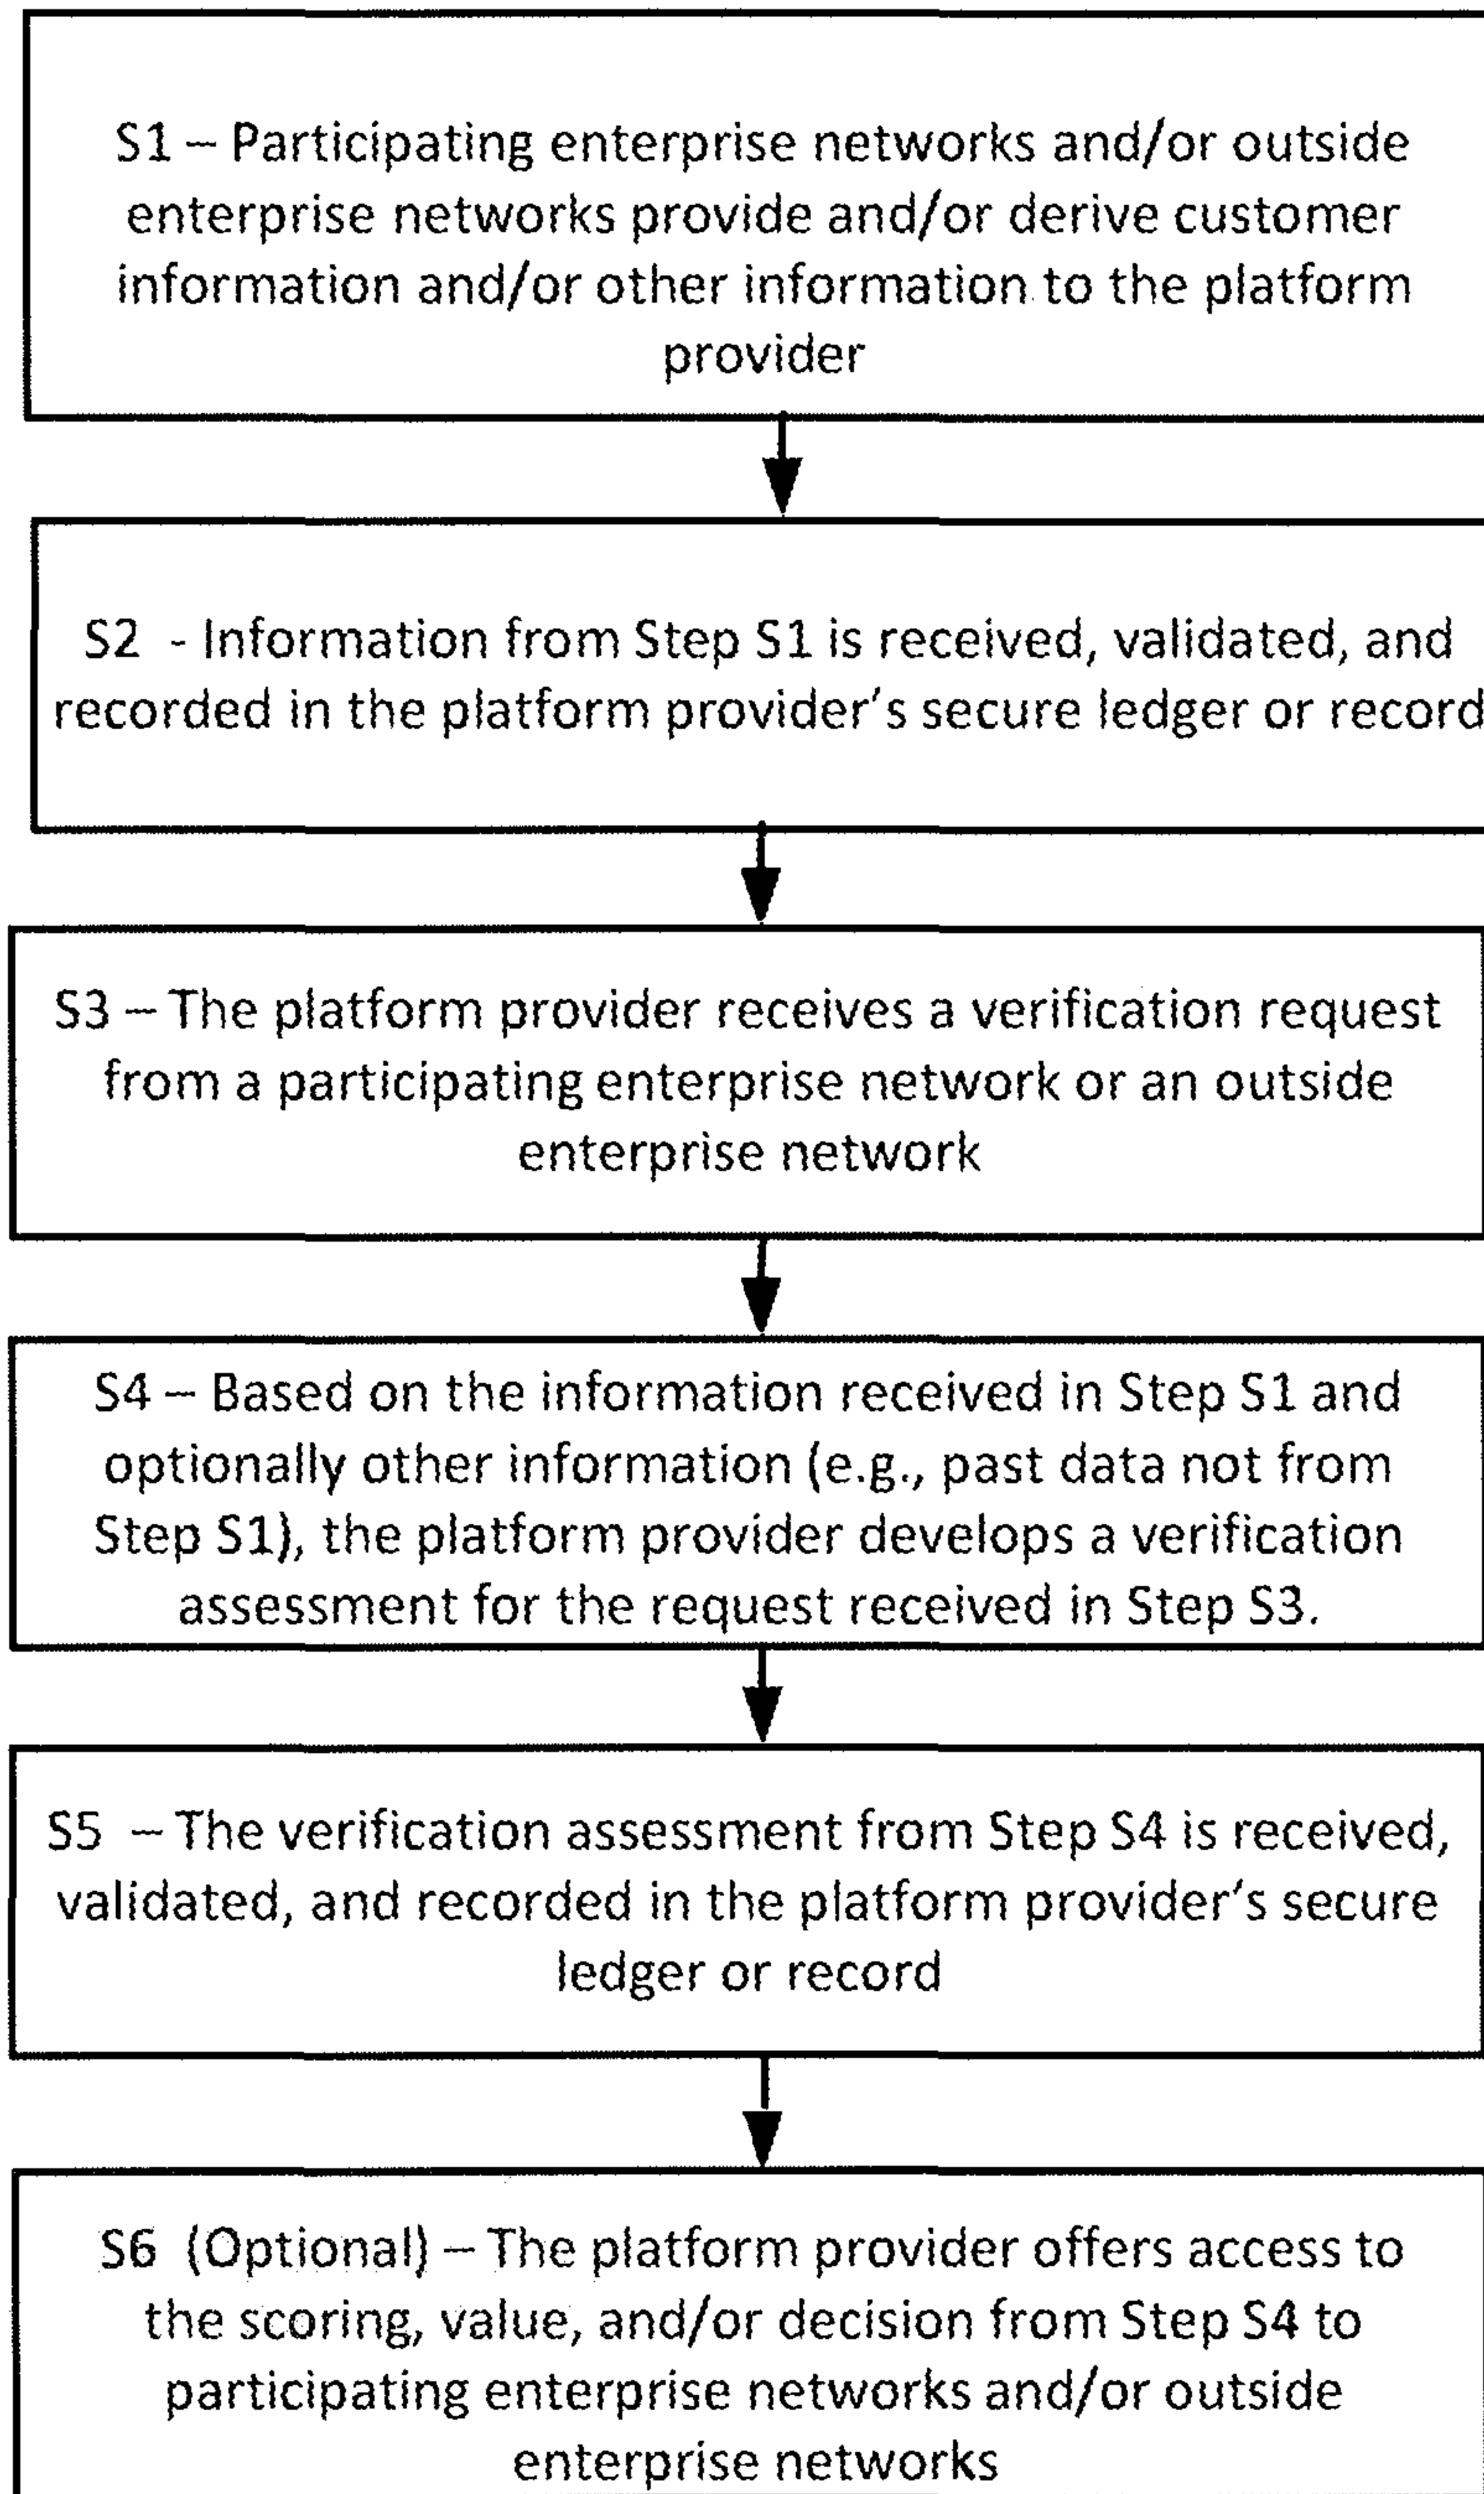 S1 – Participating enterprise networks and/or outside
enterprise networks provide and/or derive customer
information and/or other information to the platform
provider
S2 - Information from Step S1 is received, validated, and
recorded in the platform provider's secure ledger or record
S3 – The platform provider receives a verification request
from a participating enterprise network or an outside
enterprise network
S4 – Based on the information received in Step S1 and
optionally other information (e.g., past data not from
Step S1), the platform provider develops a verification
assessment for the request received in Step S3.
S5 – The verification assessment from Step S4 is received,
validated, and recorded in the platform provider's secure
ledger or record
S6 (Optional) – The platform provider offers access to
the scoring, value, and/or decision from Step S4 to
participating enterprise networks and/or outside
enterprise networks